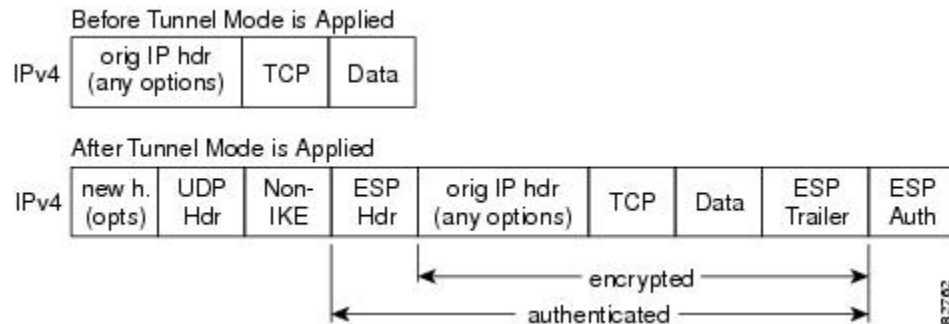 Before Tunnel Mode is Applied
IPv4 orig IP hdr (any options) TCP Data
After Tunnel Mode is Applied
IPv4 new h. (opts) UDP Hdr Non-IKE ESP Hdr orig IP hdr (any options) TCP Data ESP Trailer ESP Auth
encrypted
authenticated